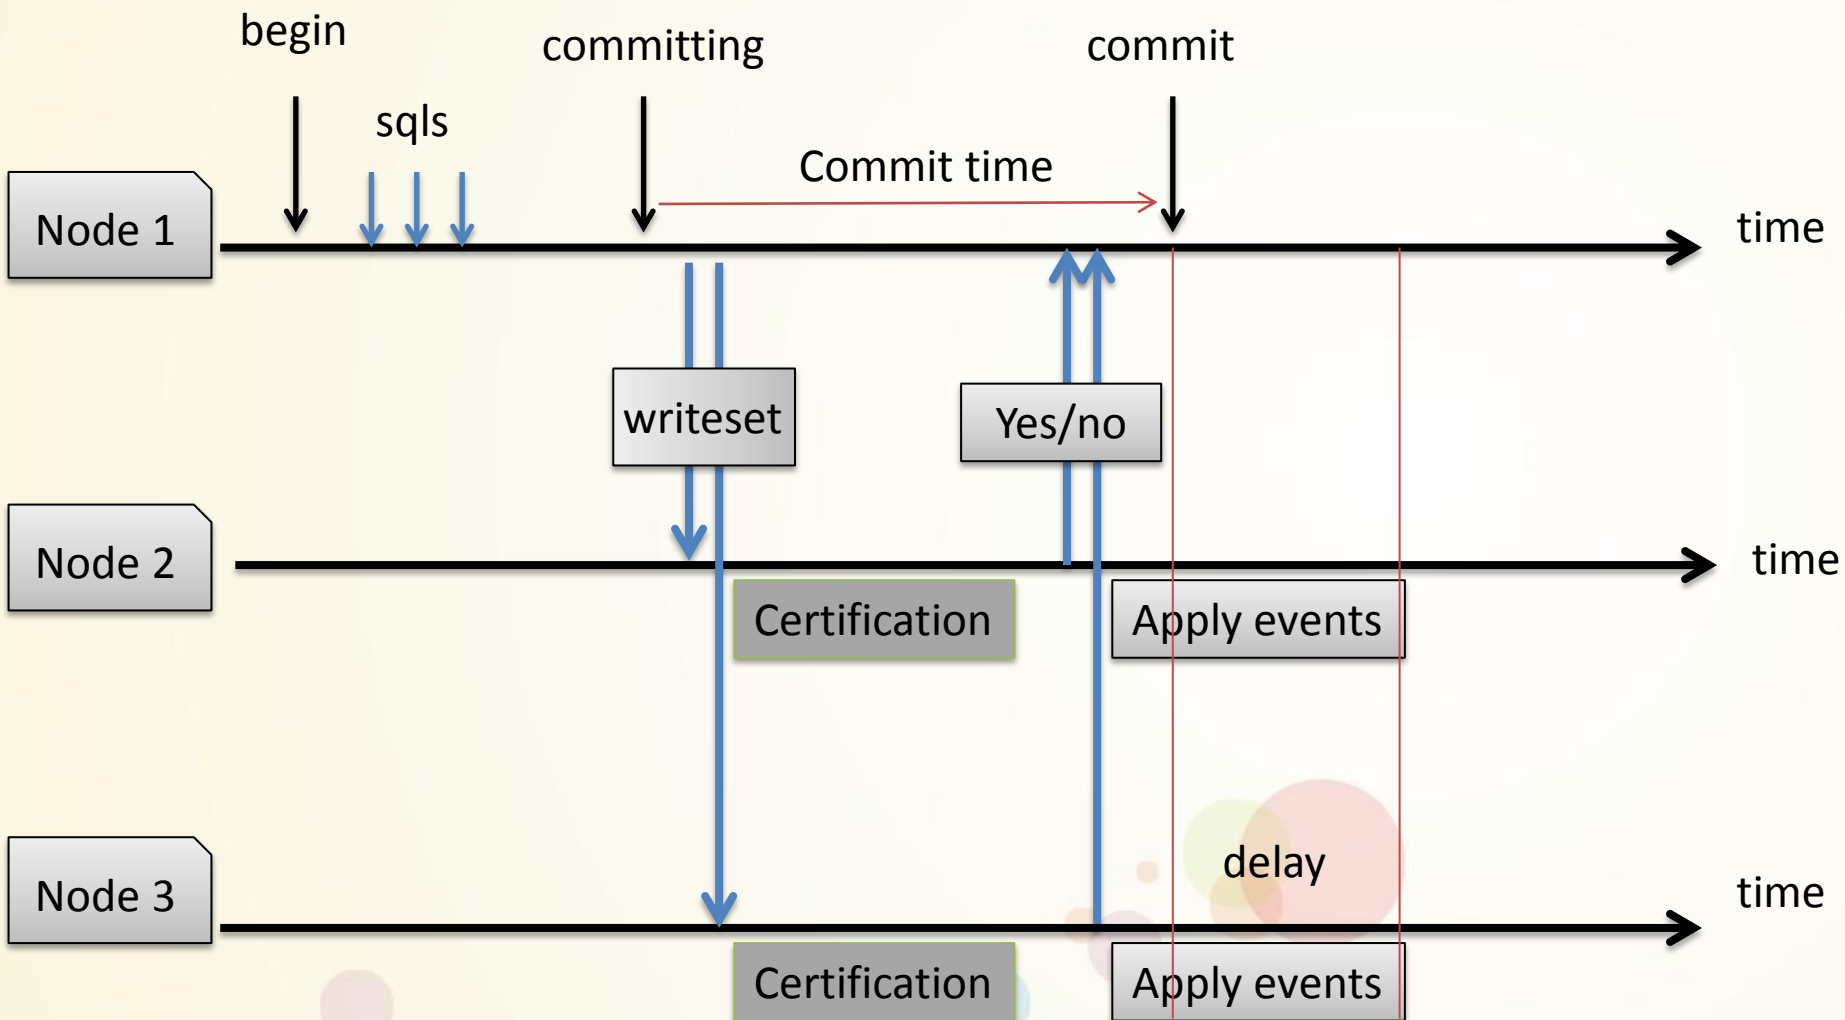 begin
committing
commit
sqls
Commit time
Node 1
time
writeset
Yes/no
Node 2
time
Certification
Apply events
delay
Node 3
time
Certification
Apply events